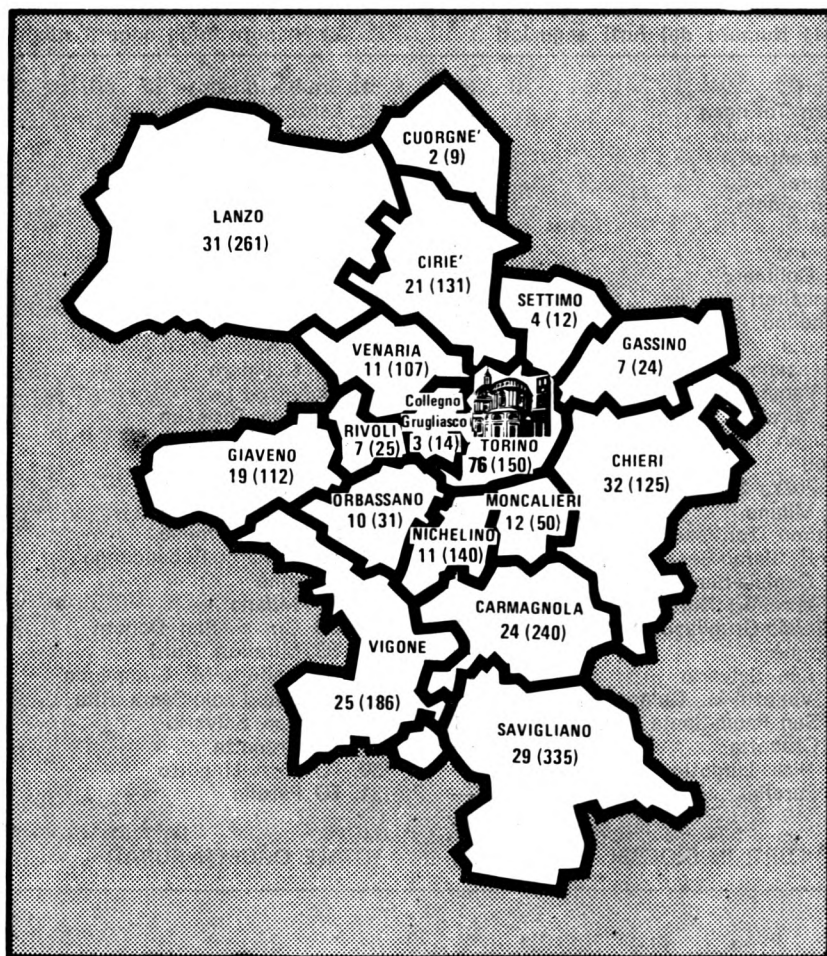 CUORGNE'
2 (9)
LANZO
31 (261)
CIRIE'
21 (131)
SETTIMO
4 (12)
GASSINO
7 (24)
VENARIA
11 (107)
Collegno
Grugliasco
3 (14)
RIVOLI
7 (25)
TORINO
76 (150)
GIAVENO
19 (112)
CHIERI
32 (125)
ORBASSANO
10 (31)
MONCALIERI
12 (50)
NICHELINO
11 (140)
CARMAGNOLA
24 (240)
VIGONE
25 (186)
SAVIGLIANO
29 (335)